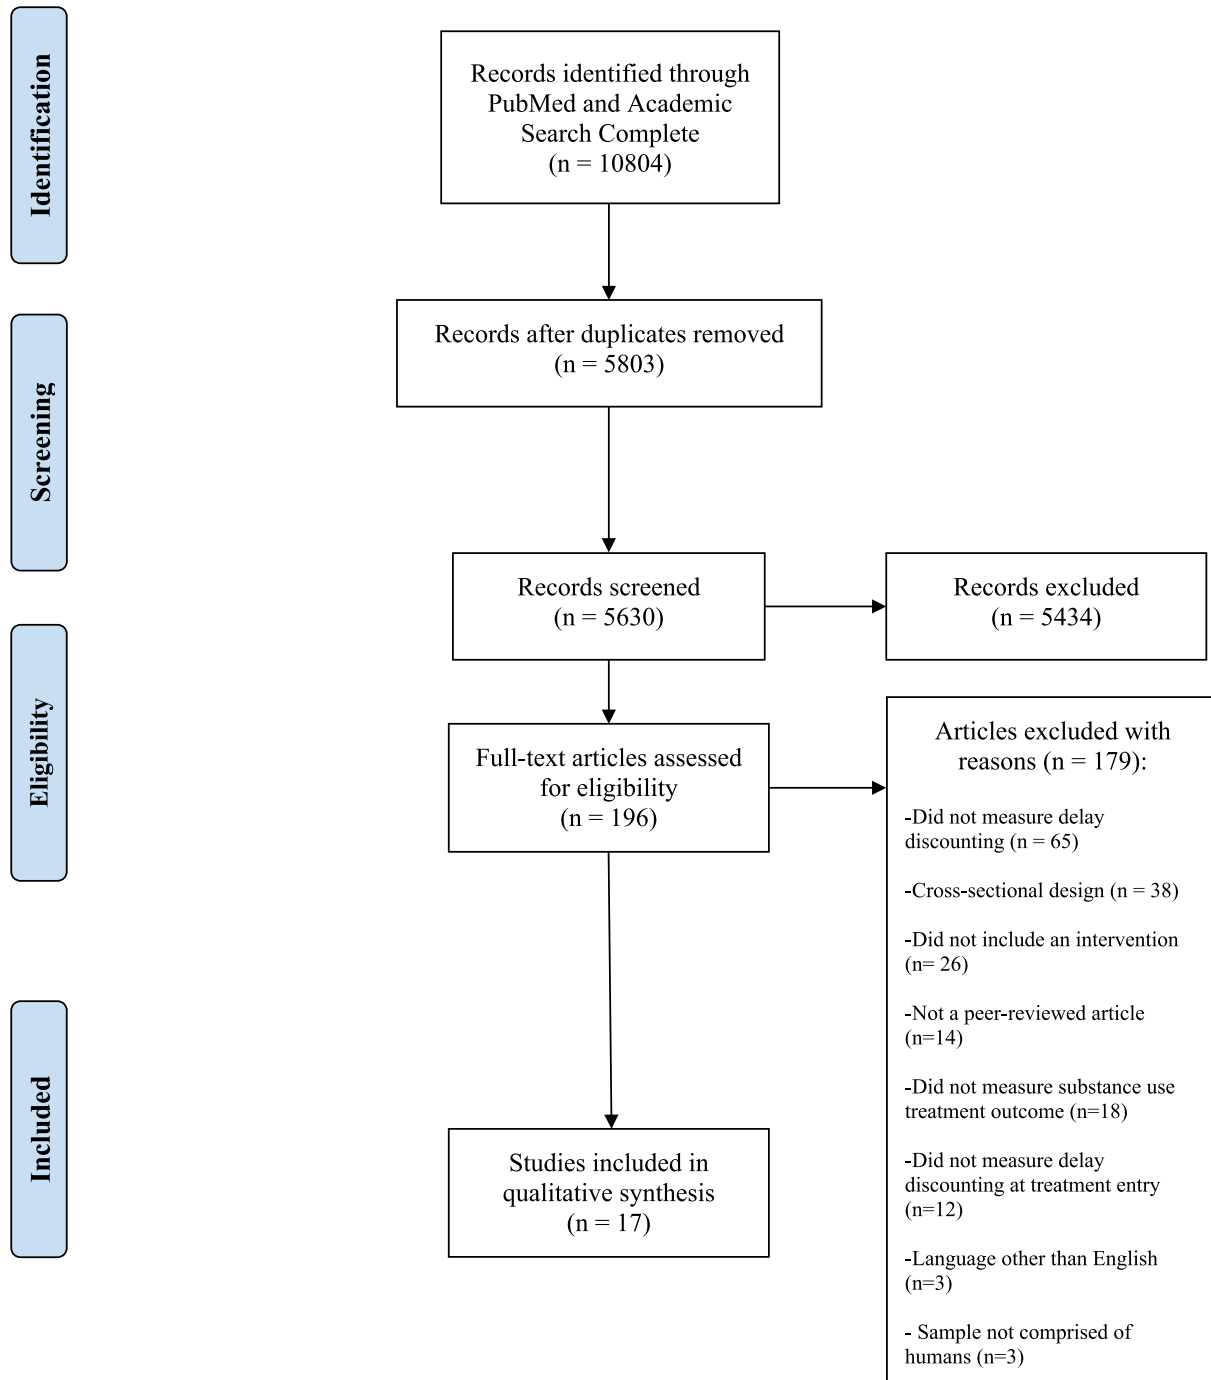 Identification
Records identified through
PubMed and Academic
Search Complete
(n = 10804)
Records after duplicates removed
(n = 5803)
Screening
Records screened
(n = 5630)
Records excluded
(n = 5434)
Eligibility
Full-text articles assessed
for eligibility
(n = 196)
Articles excluded with
reasons (n = 179):
-Did not measure delay
discounting (n = 65)
-Cross-sectional design (n = 38)
-Did not include an intervention
(n= 26)
-Not a peer-reviewed article
(n=14)
-Did not measure substance use
treatment outcome (n=18)
-Did not measure delay
discounting at treatment entry
(n=12)
-Language other than English
(n=3)
- Sample not comprised of
humans (n=3)
Included
Studies included in
qualitative synthesis
(n = 17)